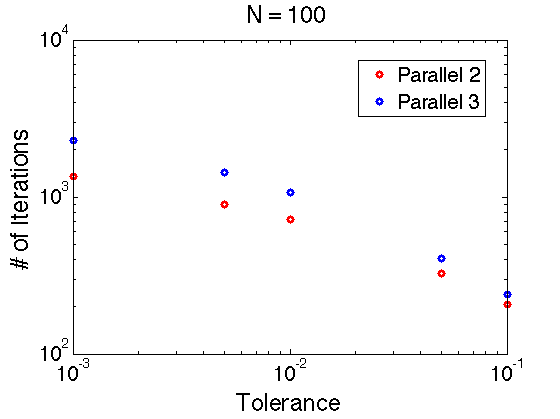 N = 100
10^4
10^3
10^2
# of Iterations
Parallel 2
Parallel 3
10^-3
10^-2
10^-1
Tolerance